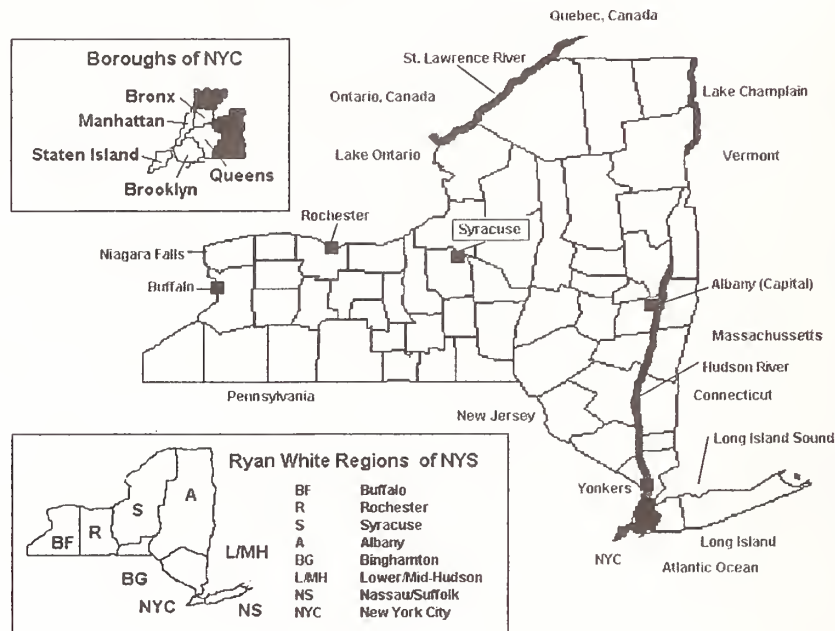 Quebec, Canada
St. Lawrence River
Ontario, Canada
Lake Champlain
Lake Ontario
Vermont
Boroughs of NYC
Bronx
Manhattan
Staten Island
Queens
Brooklyn
Rochester
Syracuse
Niagara Falls
Buffalo
Albany (Capital)
Massachussetts
Hudson River
Connecticut
Pennsylvania
New Jersey
Long Island Sound
Yonkers
NYC
Long Island
Atlantic Ocean
Ryan White Regions of NYS
BF Buffalo
R Rochester
S Syracuse
A Albany
BG Binghamton
L/MH Lower/Mid-Hudson
NS Nassau/Suffolk
NYC New York City
S
A
R
BF
L/MH
BG
NYC
NS